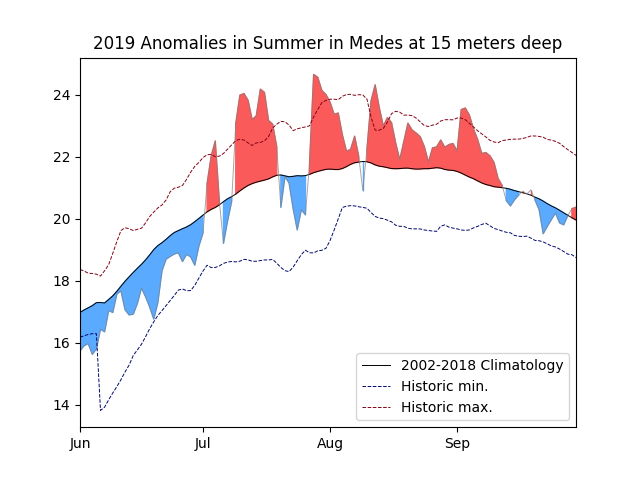 2019 Anomalies in Summer in Medes at 15 meters deep
24
22
20
18
16
14
Jun Jul Aug Sep
2002-2018 Climatology
Historic min.
Historic max.